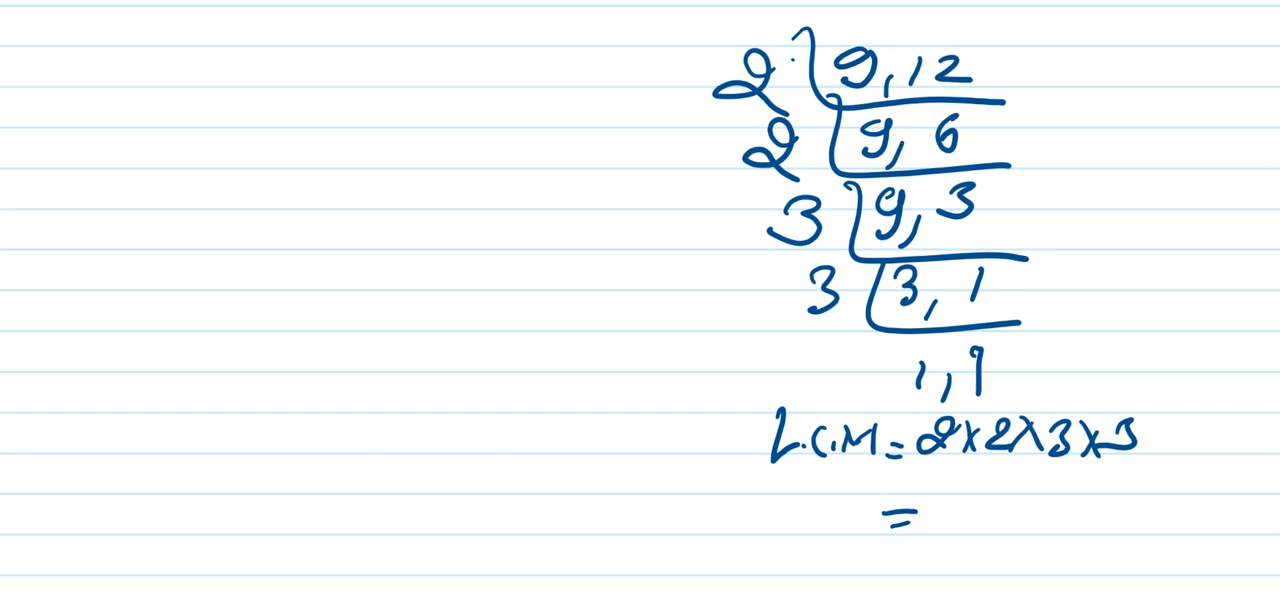 2 9, 12
2 9, 6
3 9, 3
3 3, 1
1, 1
L.C.M = 2×2×3×3
=